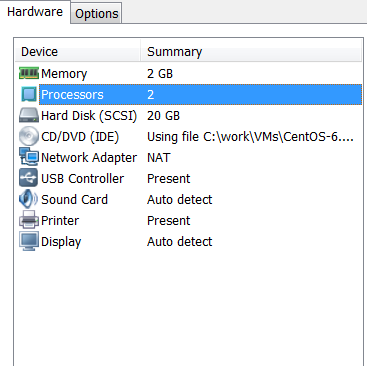 Hardware Options
Device Summary
Memory 2 GB
Processors 2
Hard Disk (SCSI) 20 GB
CD/DVD (IDE) Using file C:\work\VMs\CentOS-6....
Network Adapter NAT
USB Controller Present
Sound Card Auto detect
Printer Present
Display Auto detect